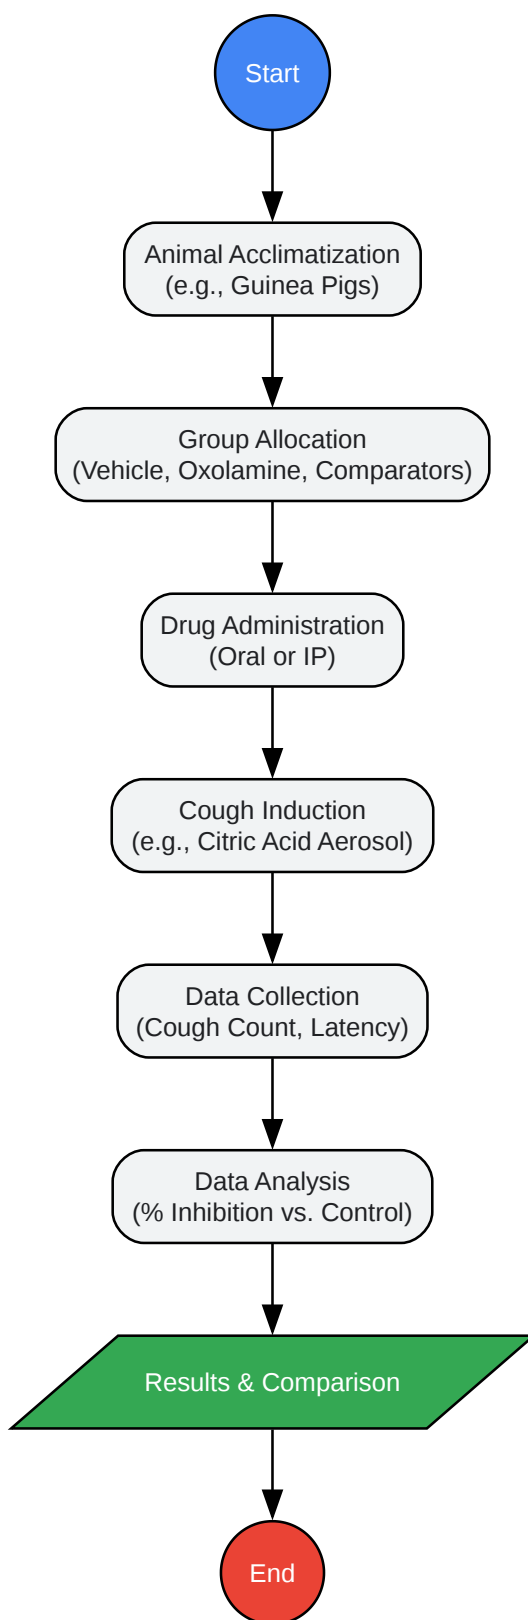 Start
Animal Acclimatization
(e.g., Guinea Pigs)
Group Allocation
(Vehicle, Oxolamine, Comparators)
Drug Administration
(Oral or IP)
Cough Induction
(e.g., Citric Acid Aerosol)
Data Collection
(Cough Count, Latency)
Data Analysis
(% Inhibition vs. Control)
Results & Comparison
End